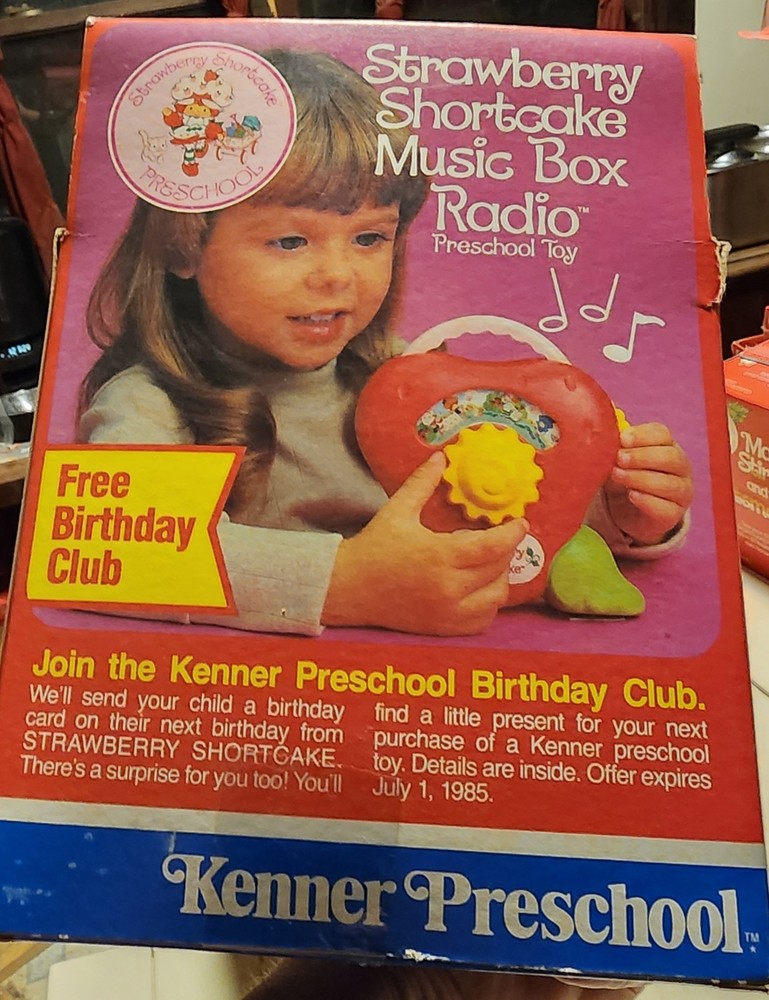 Strawberry Shortcake
PRESCHOOL
Strawberry
Shortcake
Music Box
Radio™
Preschool Toy
Free
Birthday
Club
Join the Kenner Preschool Birthday Club.
We'll send your child a birthday
card on their next birthday from
STRAWBERRY SHORTCAKE.
There's a surprise for you too! You'll
find a little present for your next
purchase of a Kenner preschool
toy. Details are inside. Offer expires
July 1, 1985.
Kenner Preschool™
and